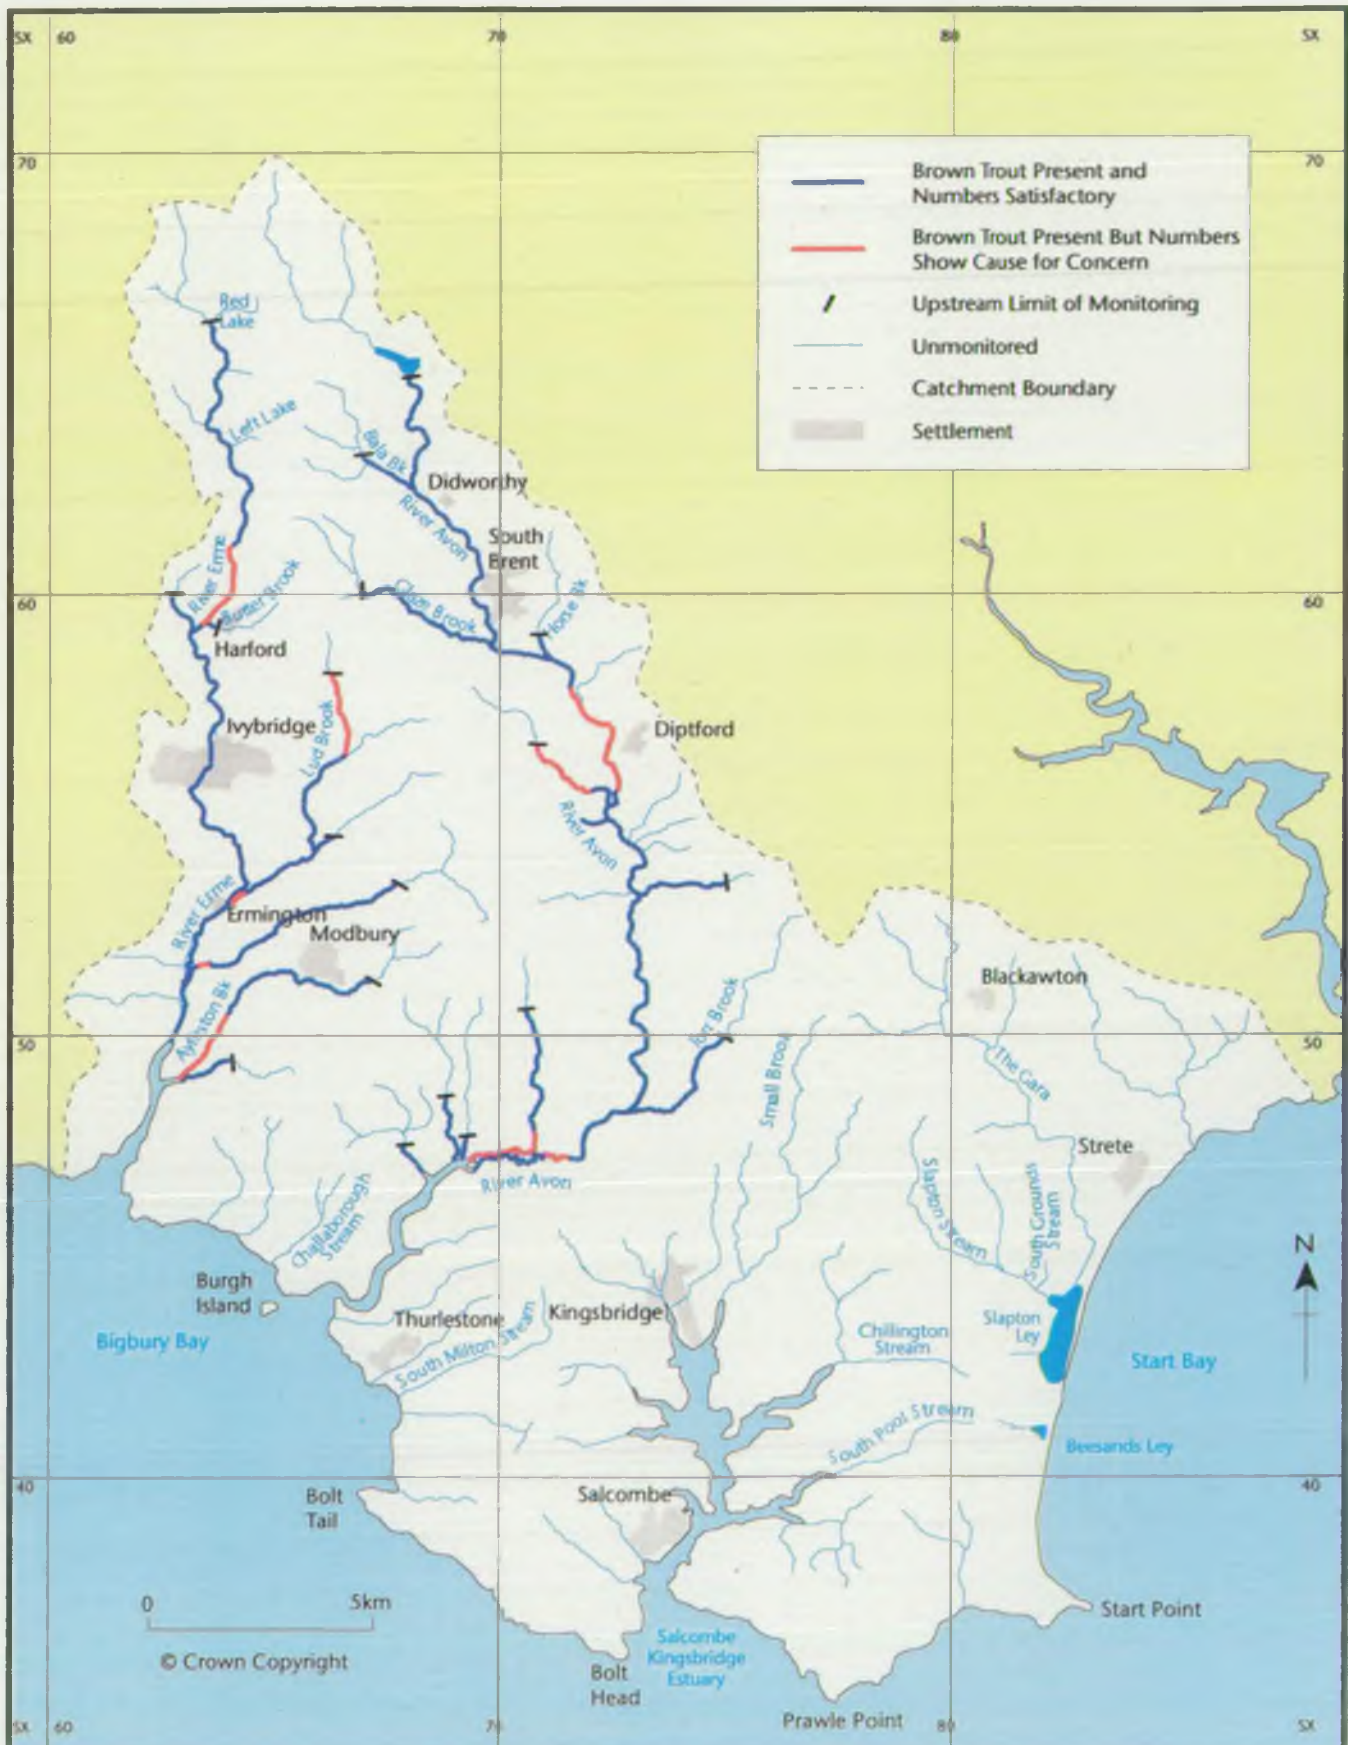 SX 60 70 80 SX
70 70
Brown Trout Present and
Numbers Satisfactory
Brown Trout Present But Numbers
Show Cause for Concern
Upstream Limit of Monitoring
Unmonitored
Catchment Boundary
Settlement
Red
Lake
Left Lake
Bala Bk
Didworthy
River Avon
South
Brent
River Erme
Butter Brook
Glaze Brook
Horse Bk
60 60
Harford
Ivybridge
Lud Brook
Diptford
River Avon
River Erme
Ermington
Modbury
Blackawton
Ayleston Bk
Torr Brook
50 50
Small Brook
The Gara
Strete
River Avon
Challaborough
Stream
Slapton Stream
South Grounds
Stream
N
Burgh
Island
Bigbury Bay
Thurlestone
South Milton Stream
Kingsbridge
Chillington
Stream
Slapton
Ley
Start Bay
South Pool Stream
Beesands Ley
40 40
Bolt
Tail
Salcombe
0 5km
Start Point
© Crown Copyright
Salcombe
Kingsbridge
Estuary
Bolt
Head
Prawle Point
SX 60 70 80 SX